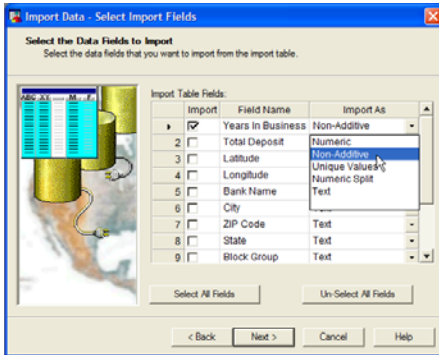 Import Data - Select Import Fields
Select the Data Fields to Import
Select the data fields that you want to import from the import table.
ABC XY ... M .. F.
Import Table Fields:
Import Field Name Import As
Years In Business Non-Additive
2 Total Deposit Numeric
Non-Additive
3 Latitude Unique Values
4 Longitude Numeric Split
5 Bank Name Text
6 City
7 ZIP Code Text
8 State Text
9 Block Group Text
Select All Fields Un-Select All Fields
< Back Next > Cancel Help